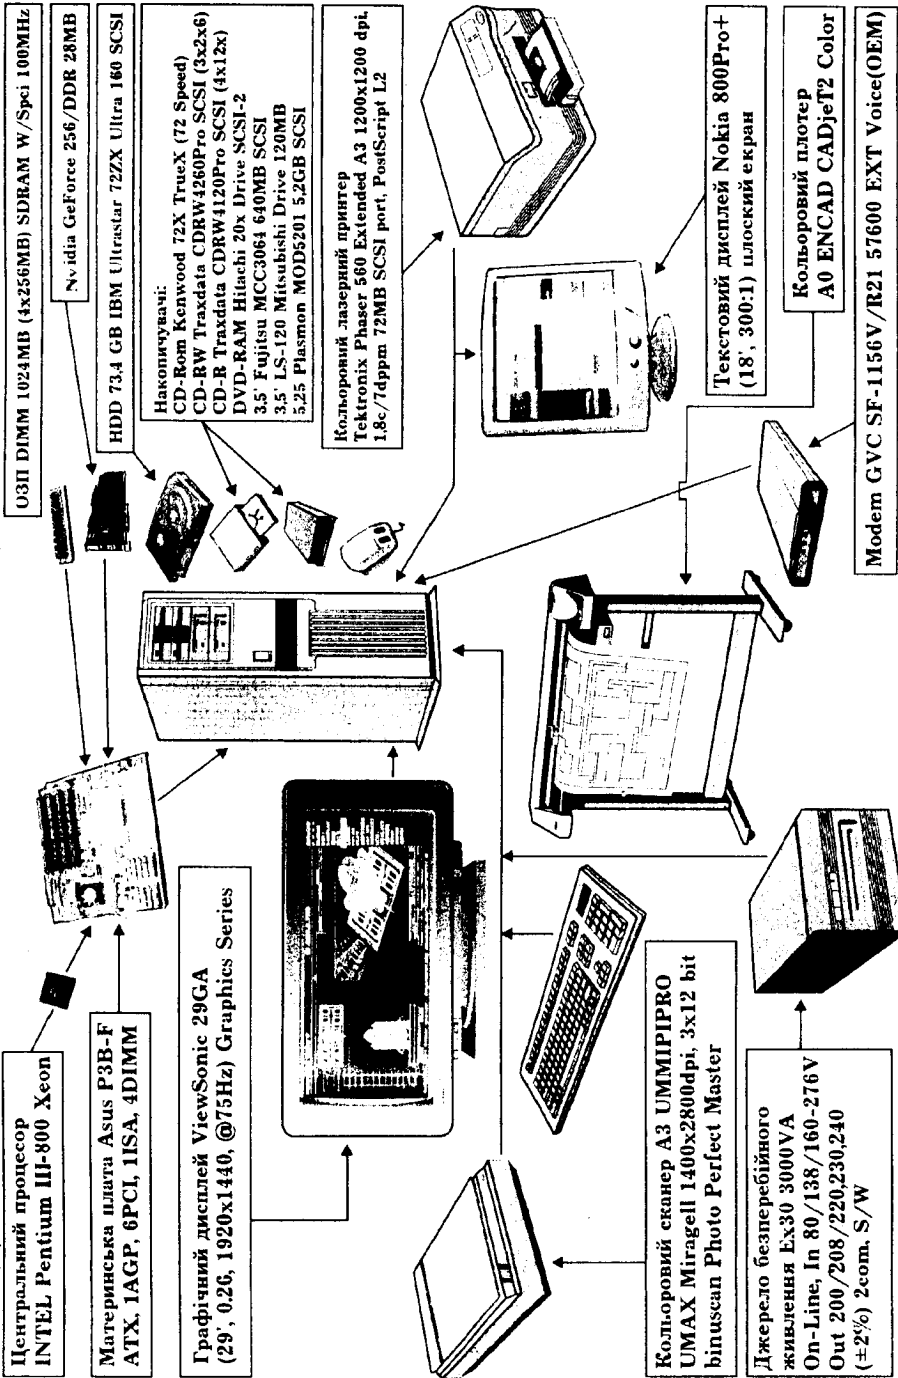 Центральний процесор
INTEL Pentium III-800 Xeon
Материнська плата Asus P3B-F
ATX, 1AGP, 6PCI, 1ISA, 4DIMM
Графічний дисплей ViewSonic 29GA
(29', 0.26, 1920x1440, @75Hz) Graphics Series
ОЗП DIMM 1024MB (4x256MB) SDRAM W/Spci 100MHz
Nvidia GeForce 256/DDR 28MB
HDD 73.4 GB IBM Ultrastar 72ZX Ultra 160 SCSI
Накопичувачі:
CD-Rom Kenwood 72X TrueX (72 Speed)
CD-RW Traxdata CDRW4260Pro SCSI (3x2x6)
CD-R Traxdata CDRW4120Pro SCSI (4x12x)
DVD-RAM Hitachi 20x Drive SCSI-2
3,5' Fujitsu MCC3064 640MB SCSI
3,5' LS-120 Mitsubishi Drive 120MB
5,25 Plasmon MOD5201 5,2GB SCSI
Кольоровий лазерний принтер
Tektronix Phaser 560 Extended A3 1200x1200 dpi,
1.8c/7dppm 72MB SCSI port, PostScript L2
Текстовий дисплей Nokia 800Pro+
(18', 300:1) плоский екран
Кольоровий плотер
A0 ENCAD CADjeT2 Color
Modem GVC SF-1156V/R21 57600 EXT Voice(OEM)
Кольоровий сканер A3 UMMIPIPRO
UMAX Miragell 1400x2800dpi, 3x12 bit
binuscan Photo Perfect Master
Джерело безперебійного
живлення Ex30 3000VA
On-Line, In 80/138/160-276V
Out 200/208/220,230,240
(±2%) 2com. S/W